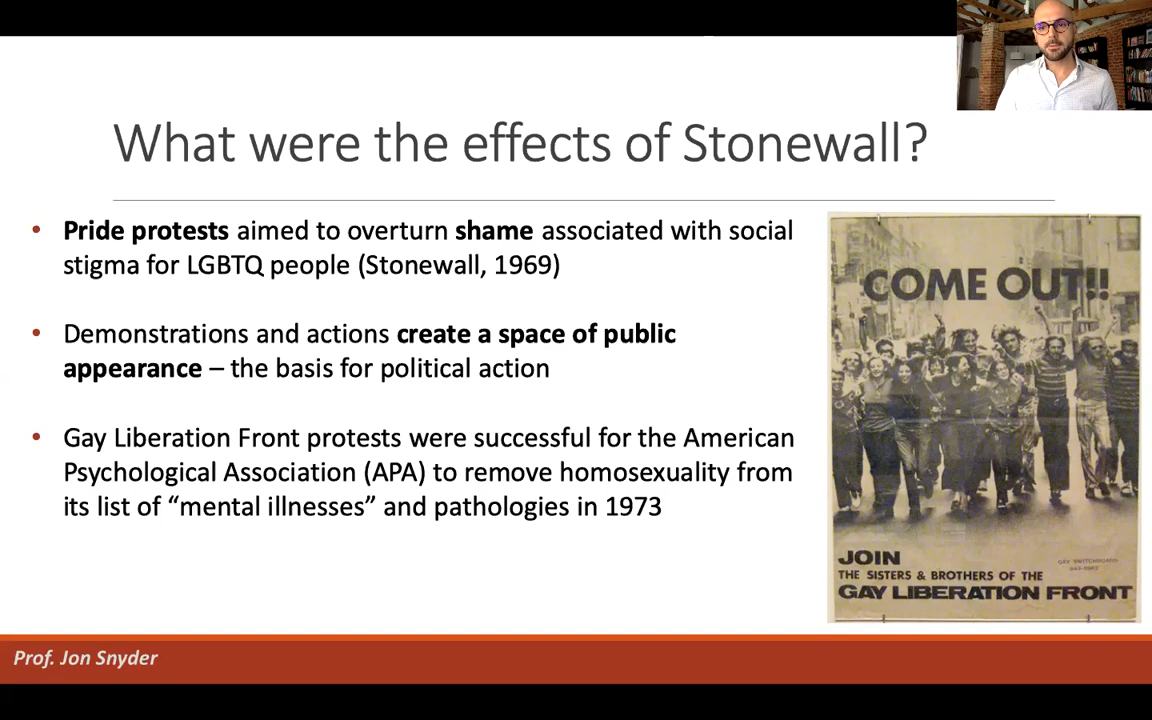 What were the effects of Stonewall?
• Pride protests aimed to overturn shame associated with social
stigma for LGBTQ people (Stonewall, 1969)
• Demonstrations and actions create a space of public
appearance – the basis for political action
• Gay Liberation Front protests were successful for the American
Psychological Association (APA) to remove homosexuality from
its list of “mental illnesses” and pathologies in 1973
COME OUT!!
JOIN
THE SISTERS & BROTHERS OF THE
GAY LIBERATION FRONT
GAY SWITCHBOARD
Prof. Jon Snyder